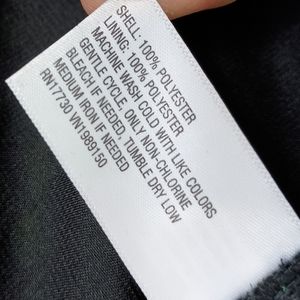 SHELL: 100% POLYESTER
LINING: 100% POLYESTER
MACHINE WASH COLD WITH LIKE COLORS
GENTLE CYCLE. ONLY NON-CHLORINE
BLEACH IF NEEDED. TUMBLE DRY LOW
MEDIUM IRON IF NEEDED
RN17730 VN1989150